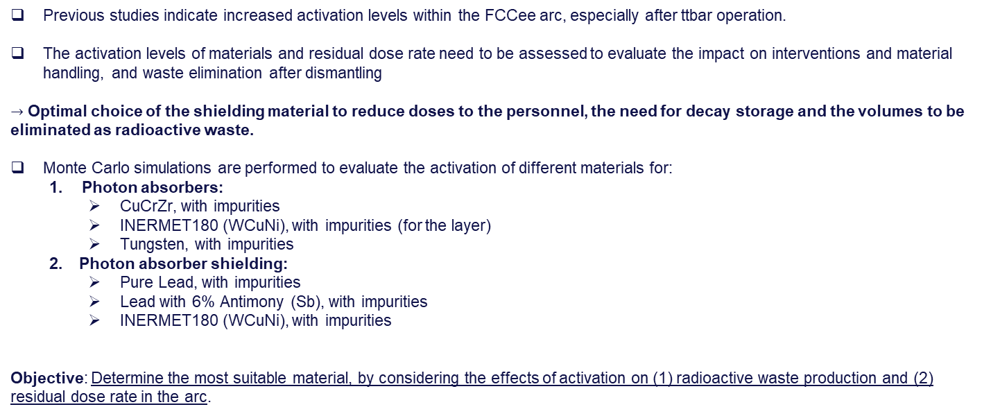 ❑ Previous studies indicate increased activation levels within the FCCee arc, especially after ttbar operation.
❑ The activation levels of materials and residual dose rate need to be assessed to evaluate the impact on interventions and material
handling, and waste elimination after dismantling
→ Optimal choice of the shielding material to reduce doses to the personnel, the need for decay storage and the volumes to be
eliminated as radioactive waste.
❑ Monte Carlo simulations are performed to evaluate the activation of different materials for:
1. Photon absorbers:
➢ CuCrZr, with impurities
➢ INERMET180 (WCuNi), with impurities (for the layer)
➢ Tungsten, with impurities
2. Photon absorber shielding:
➢ Pure Lead, with impurities
➢ Lead with 6% Antimony (Sb), with impurities
➢ INERMET180 (WCuNi), with impurities
Objective: Determine the most suitable material, by considering the effects of activation on (1) radioactive waste production and (2)
residual dose rate in the arc.